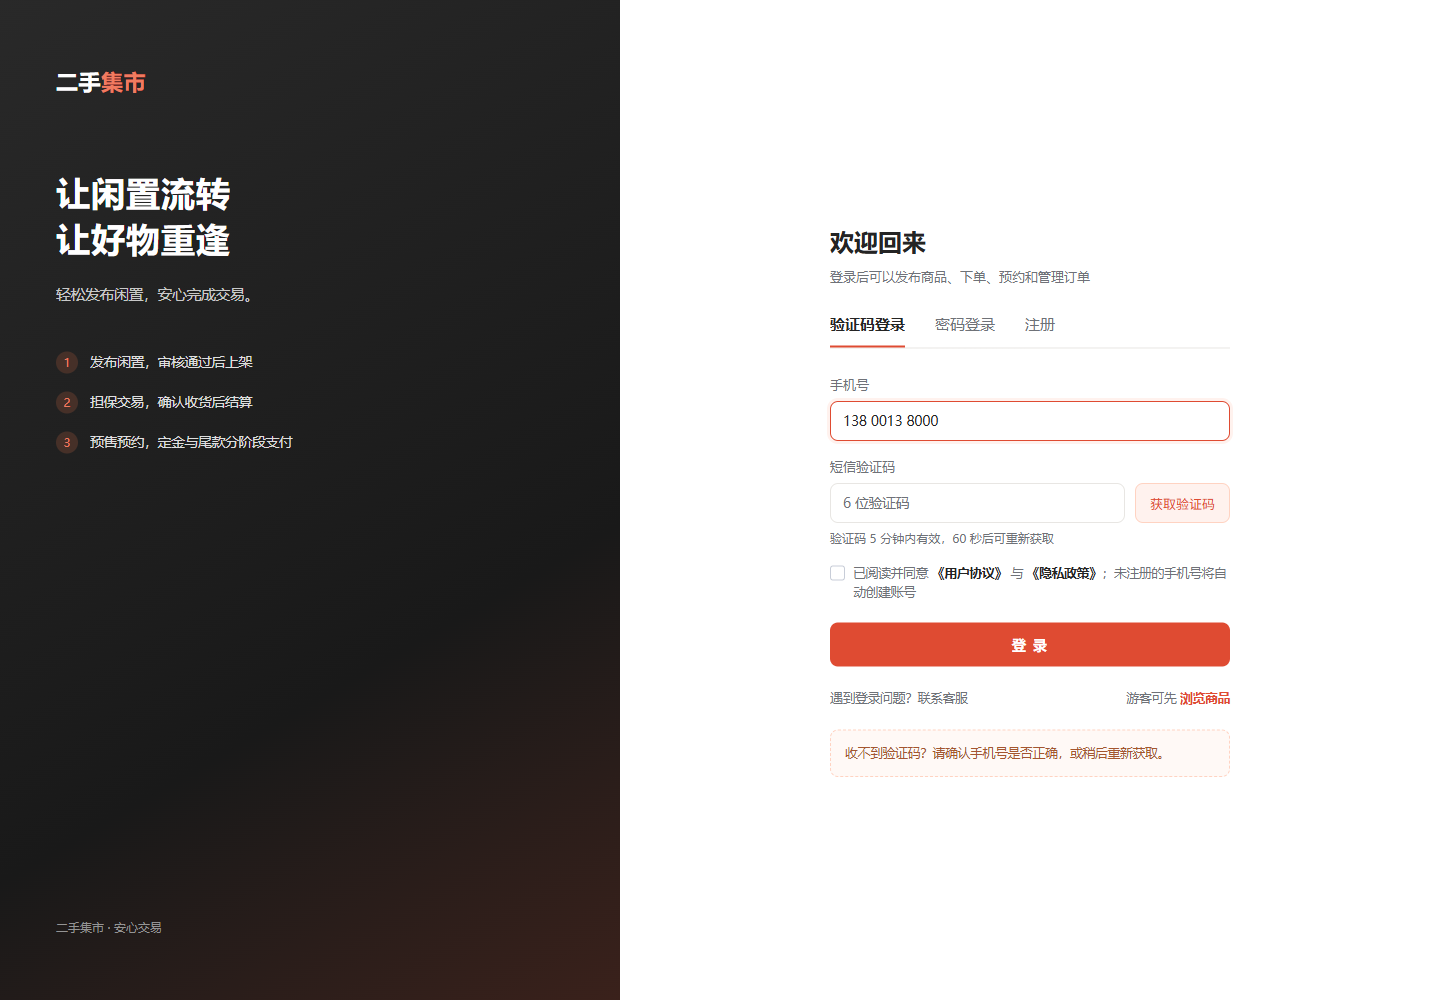 二手集市
让闲置流转
让好物重逢
轻松发布闲置，安心完成交易。
1 发布闲置，审核通过后上架
2 担保交易，确认收货后结算
3 预售预约，定金与尾款分阶段支付
二手集市 · 安心交易
欢迎回来
登录后可以发布商品、下单、预约和管理订单
验证码登录 密码登录 注册
手机号
138 0013 8000
短信验证码
6 位验证码 获取验证码
验证码 5 分钟内有效，60 秒后可重新获取
已阅读并同意《用户协议》与《隐私政策》；未注册的手机号将自
动创建账号
登 录
遇到登录问题？联系客服 游客可先 浏览商品
收不到验证码？请确认手机号是否正确，或稍后重新获取。